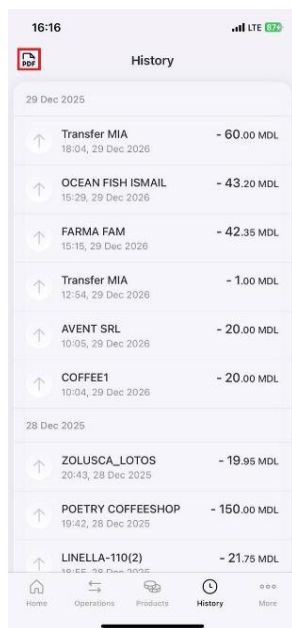 16:16
LTE 87
PDF
History
29 Dec 2025
Transfer MIA - 60.00 MDL
18:04, 29 Dec 2026
OCEAN FISH ISMAIL - 43.20 MDL
15:29, 29 Dec 2026
FARMA FAM - 42.35 MDL
15:15, 29 Dec 2026
Transfer MIA - 1.00 MDL
12:54, 29 Dec 2026
AVENT SRL - 20.00 MDL
10:05, 29 Dec 2026
COFFEE1 - 20.00 MDL
10:04, 29 Dec 2026
28 Dec 2025
ZOLUSCA_LOTOS - 19.95 MDL
20:43, 28 Dec 2025
POETRY COFFEESHOP - 150.00 MDL
19:42, 28 Dec 2025
LINELLA-110(2) - 21.75 MDL
18:55, 28 Dec 2025
Home Operations Products History More